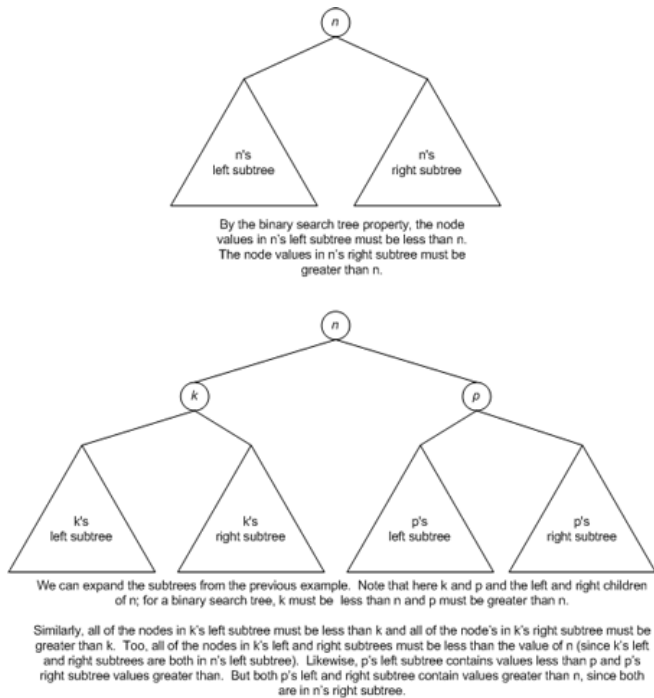 n
n's
left subtree
n's
right subtree
By the binary search tree property, the node
values in n's left subtree must be less than n.
The node values in n's right subtree must be
greater than n.
n
k
p
k's
left subtree
k's
right subtree
p's
left subtree
p's
right subtree
We can expand the subtrees from the previous example. Note that here k and p and the left and right children
of n; for a binary search tree, k must be less than n and p must be greater than n.
Similarly, all of the nodes in k's left subtree must be less than k and all of the node's in k's right subtree must be
greater than k. Too, all of the nodes in k's left and right subtrees must be less than the value of n (since k's left
and right subtrees are both in n's left subtree). Likewise, p's left subtree contains values less than p and p's
right subtree values greater than. But both p's left and right subtree contain values greater than n, since both
are in n's right subtree.